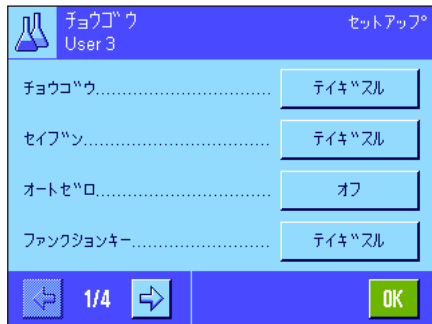 チョウゴウ セットアップ
User 3
チョウゴウ.............................. テイギスル
セイブン................................ テイギスル
オートゼロ.............................. オフ
ファンクションキー........................ テイギスル
1/4 OK